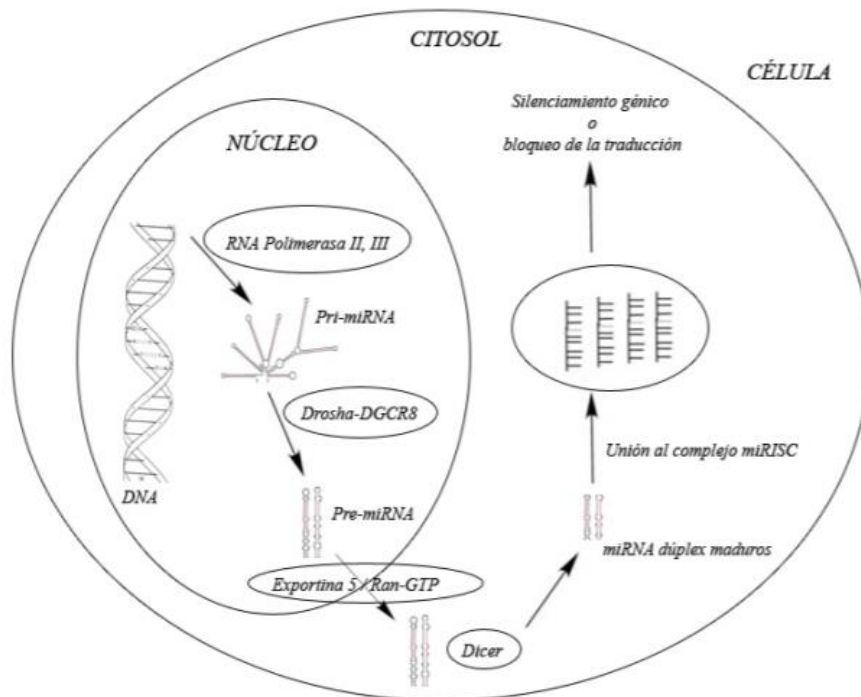 CITOSOL
CÉLULA
Silenciamiento génico
o
bloqueo de la traducción
NÚCLEO
RNA Polimerasa II, III
Pri-miRNA
Drosha-DGCR8
DNA
Pre-miRNA
Unión al complejo miRISC
miRNA dúplex maduros
Exportina 5 / Ran-GTP
Dicer